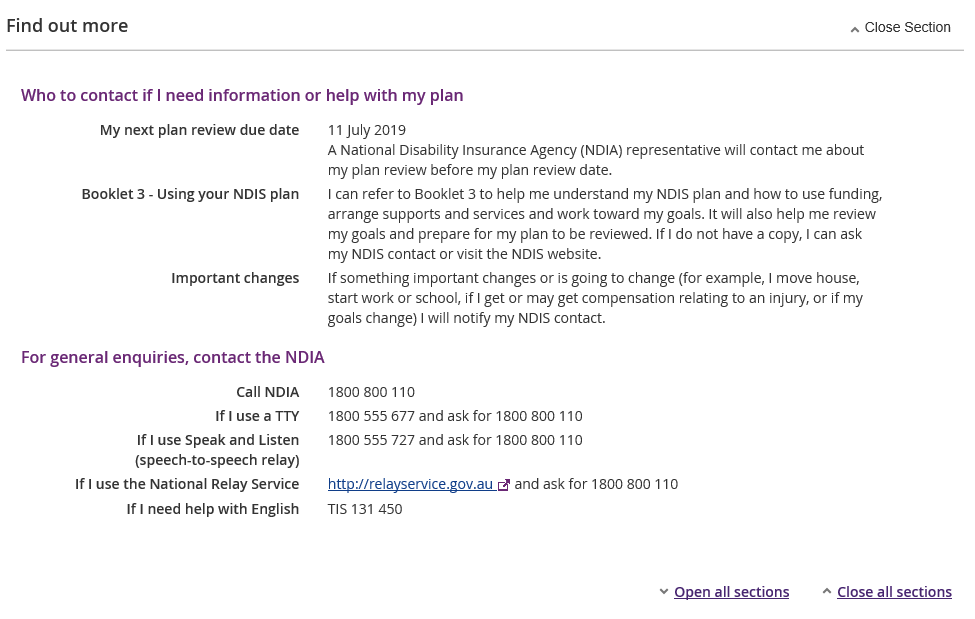 Find out more
Close Section
Who to contact if I need information or help with my plan
My next plan review due date
11 July 2019
A National Disability Insurance Agency (NDIA) representative will contact me about
my plan review before my plan review date.
Booklet 3 - Using your NDIS plan
I can refer to Booklet 3 to help me understand my NDIS plan and how to use funding,
arrange supports and services and work toward my goals. It will also help me review
my goals and prepare for my plan to be reviewed. If I do not have a copy, I can ask
my NDIS contact or visit the NDIS website.
Important changes
If something important changes or is going to change (for example, I move house,
start work or school, if I get or may get compensation relating to an injury, or if my
goals change) I will notify my NDIS contact.
For general enquiries, contact the NDIA
Call NDIA
1800 800 110
If I use a TTY
1800 555 677 and ask for 1800 800 110
If I use Speak and Listen
(speech-to-speech relay)
1800 555 727 and ask for 1800 800 110
If I use the National Relay Service
http://relayservice.gov.au and ask for 1800 800 110
If I need help with English
TIS 131 450
Open all sections
Close all sections